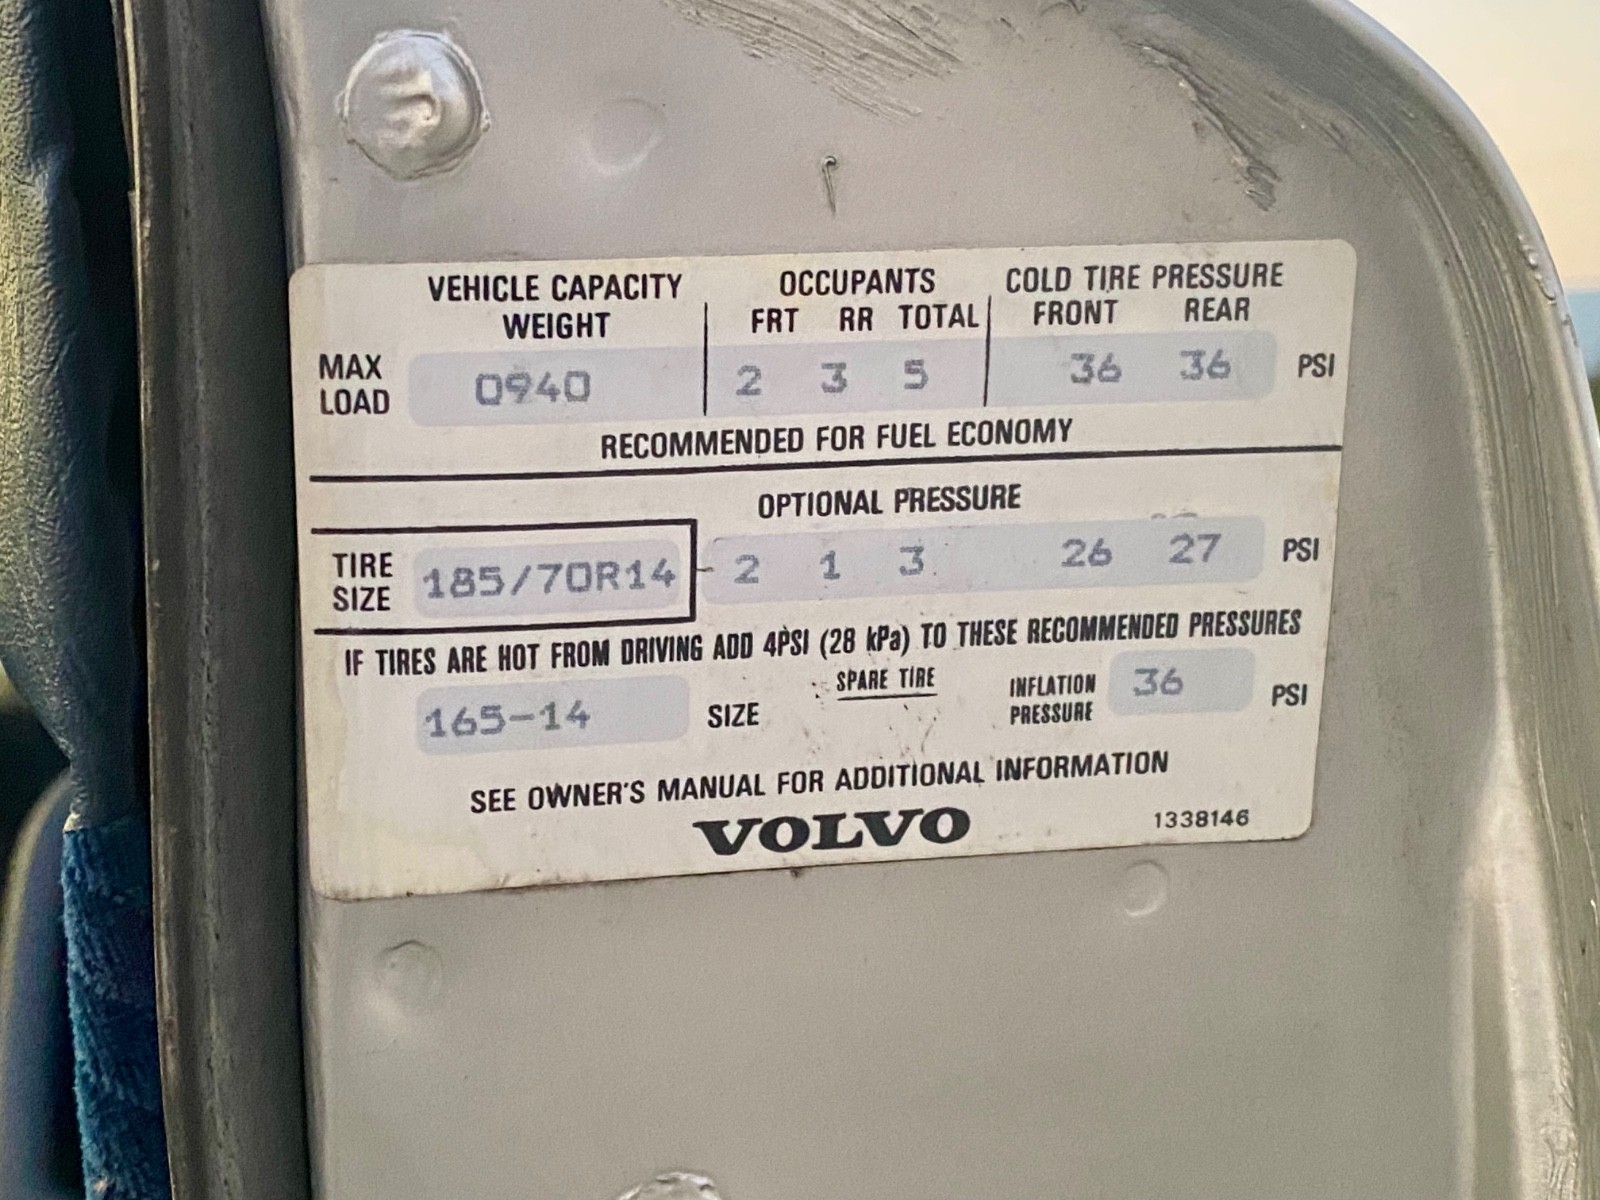 VEHICLE CAPACITY WEIGHT OCCUPANTS COLD TIRE PRESSURE
FRT RR TOTAL FRONT REAR
MAX LOAD 0940 2 3 5 36 36 PSI
RECOMMENDED FOR FUEL ECONOMY
OPTIONAL PRESSURE
TIRE SIZE 185/70R14 2 1 3 26 27 PSI
IF TIRES ARE HOT FROM DRIVING ADD 4PSI (28 kPa) TO THESE RECOMMENDED PRESSURES
165-14 SIZE SPARE TIRE INFLATION PRESSURE 36 PSI
SEE OWNER'S MANUAL FOR ADDITIONAL INFORMATION
VOLVO 1338146